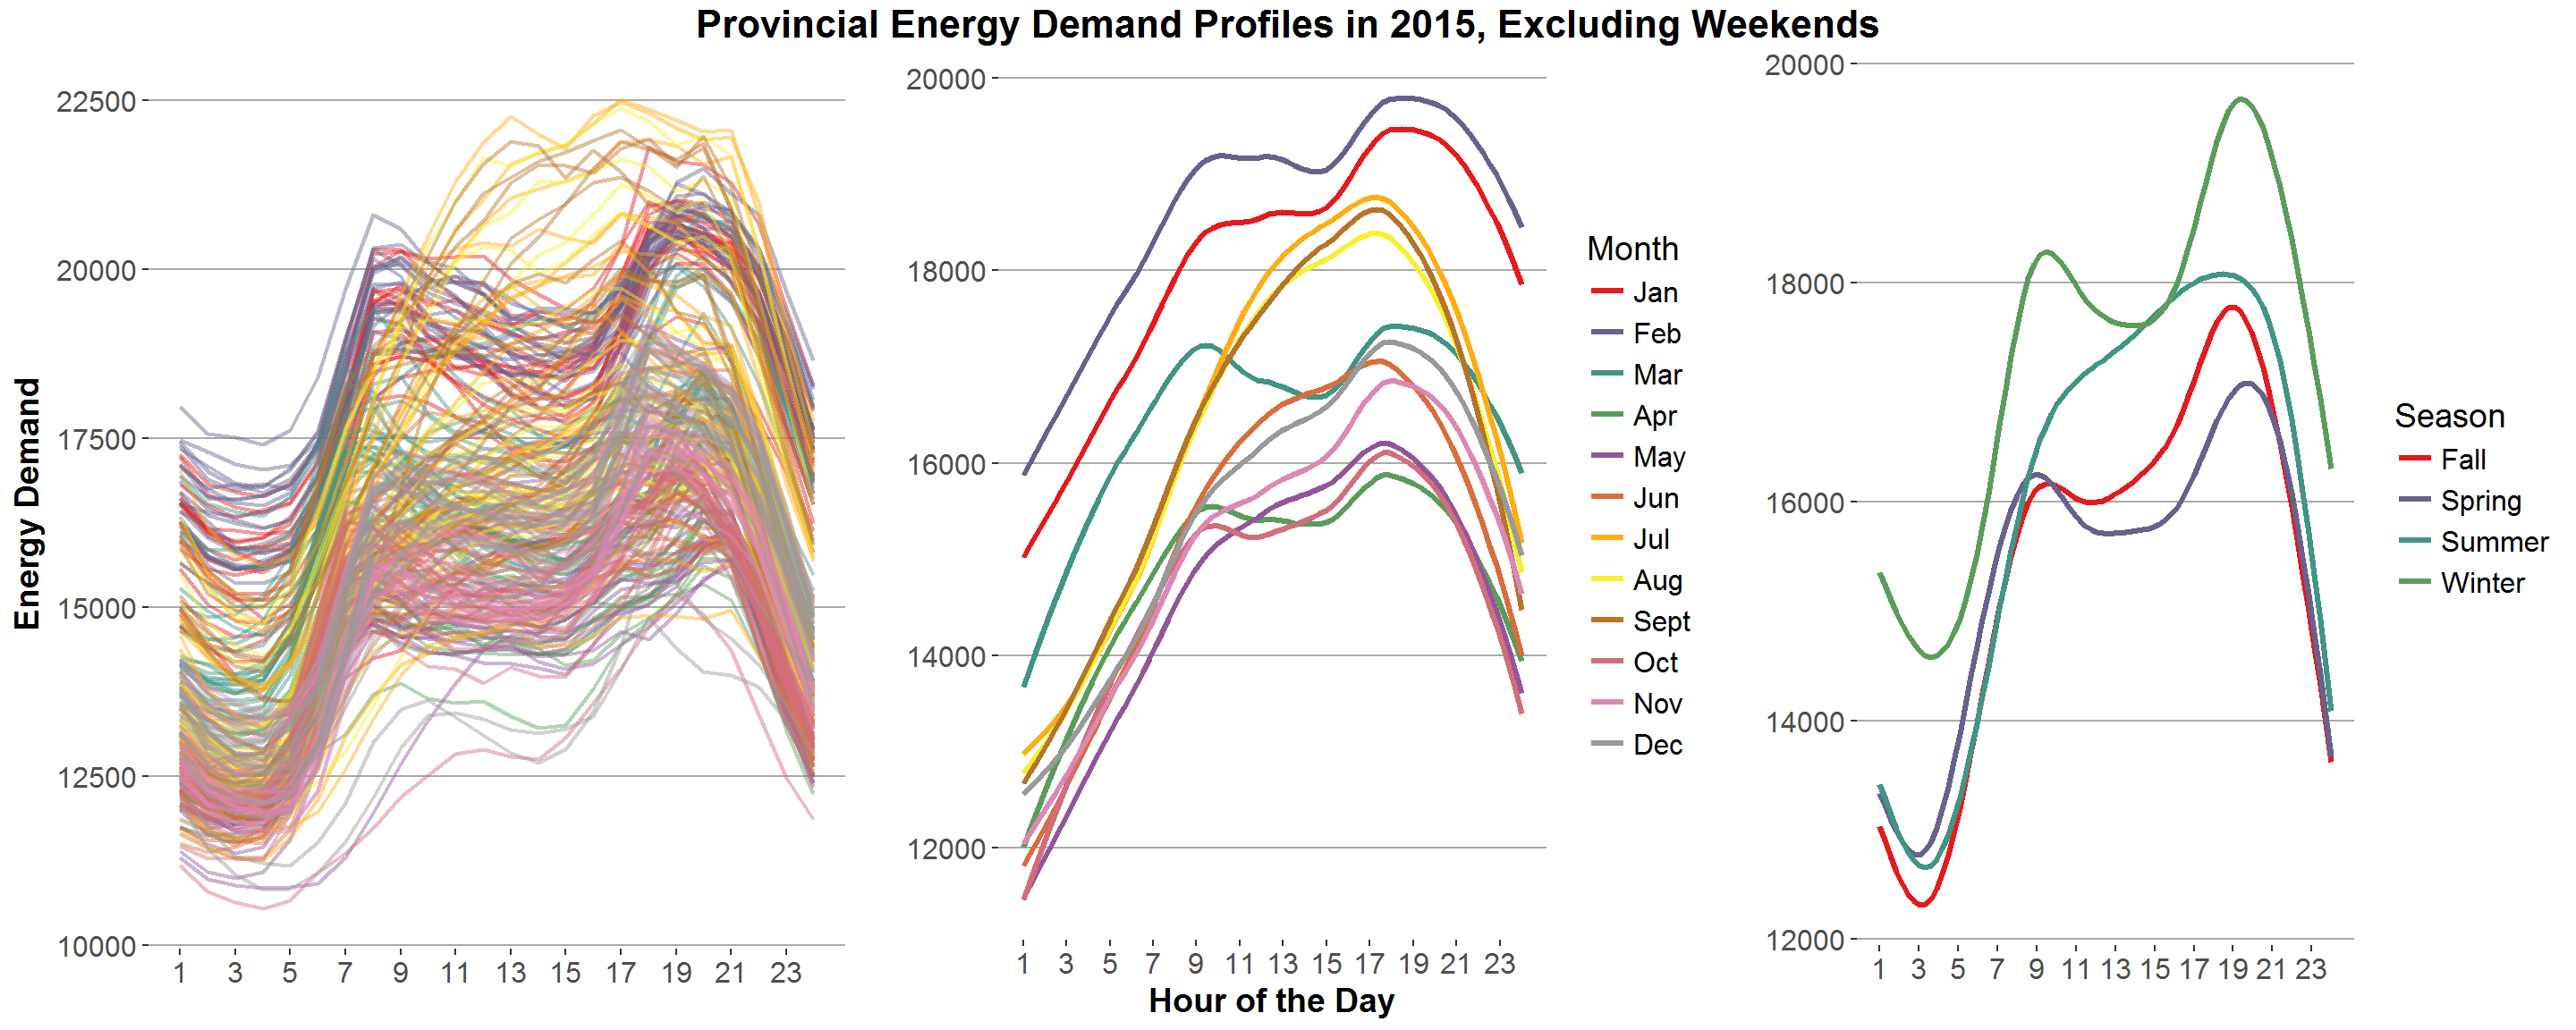 Provincial Energy Demand Profiles in 2015, Excluding Weekends
Energy Demand
22500
20000
17500
15000
12500
10000
1 3 5 7 9 11 13 15 17 19 21 23
20000
18000
16000
14000
12000
1 3 5 7 9 11 13 15 17 19 21 23
Hour of the Day
Month
Jan
Feb
Mar
Apr
May
Jun
Jul
Aug
Sept
Oct
Nov
Dec
20000
18000
16000
14000
12000
1 3 5 7 9 11 13 15 17 19 21 23
Season
Fall
Spring
Summer
Winter